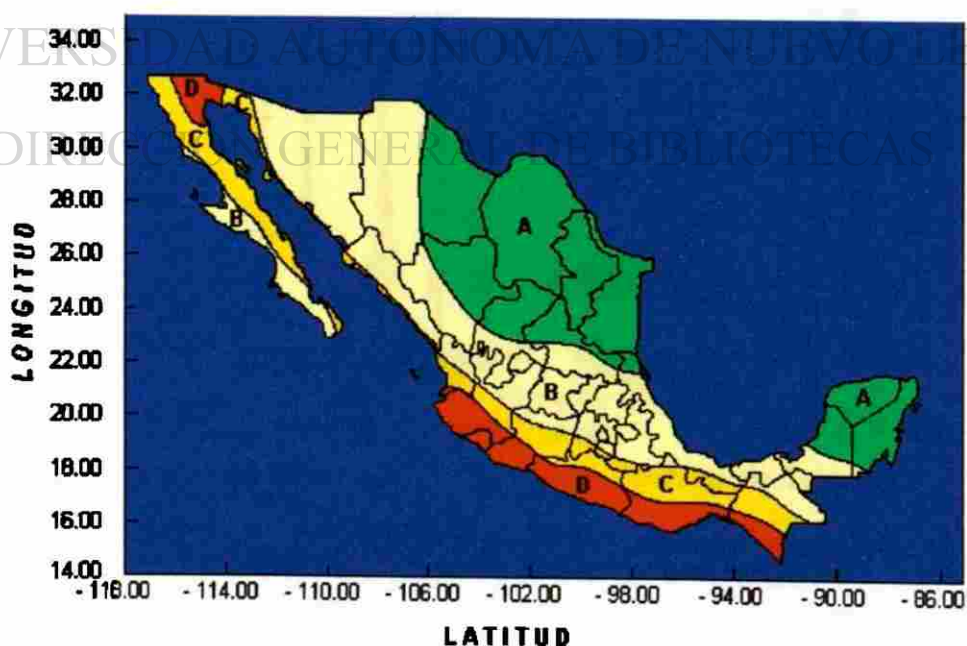 VERSIDAD AUTONOMA DE NUEVO LE
DIRECCIÓN GENERAL DE BIBLIOTECAS
34.00
32.00
30.00
28.00
26.00
24.00
22.00
20.00
18.00
16.00
14.00
LONGITUD
D
C
C
B
A
B
A
C
D
-118.00 -114.00 -110.00 -106.00 -102.00 -98.00 -94.00 -90.00 -86.00
LATITUD